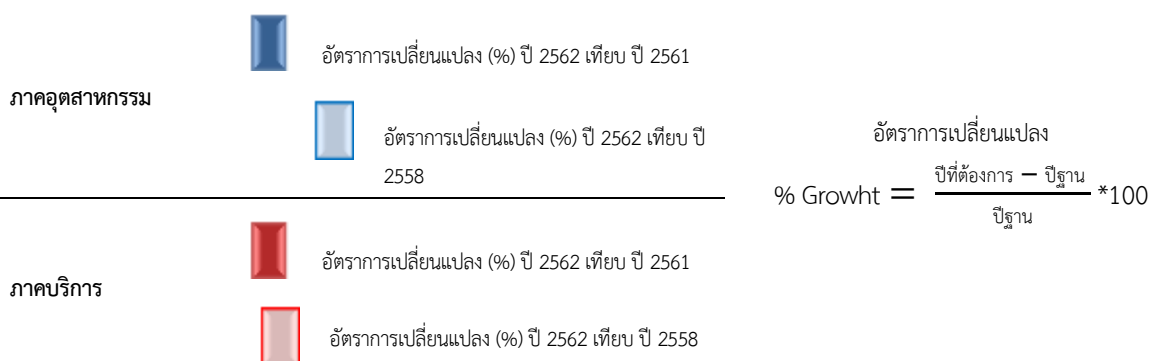 อัตราการเปลี่ยนแปลง (%) ปี 2562 เทียบ ปี 2561
ภาคอุตสาหกรรม
อัตราการเปลี่ยนแปลง (%) ปี 2562 เทียบ ปี
2558
ภาคบริการ
อัตราการเปลี่ยนแปลง (%) ปี 2562 เทียบ ปี 2561
อัตราการเปลี่ยนแปลง (%) ปี 2562 เทียบ ปี 2558
อัตราการเปลี่ยนแปลง
% Growht = ปีที่ต้องการ – ปีฐาน *100
ปีฐาน